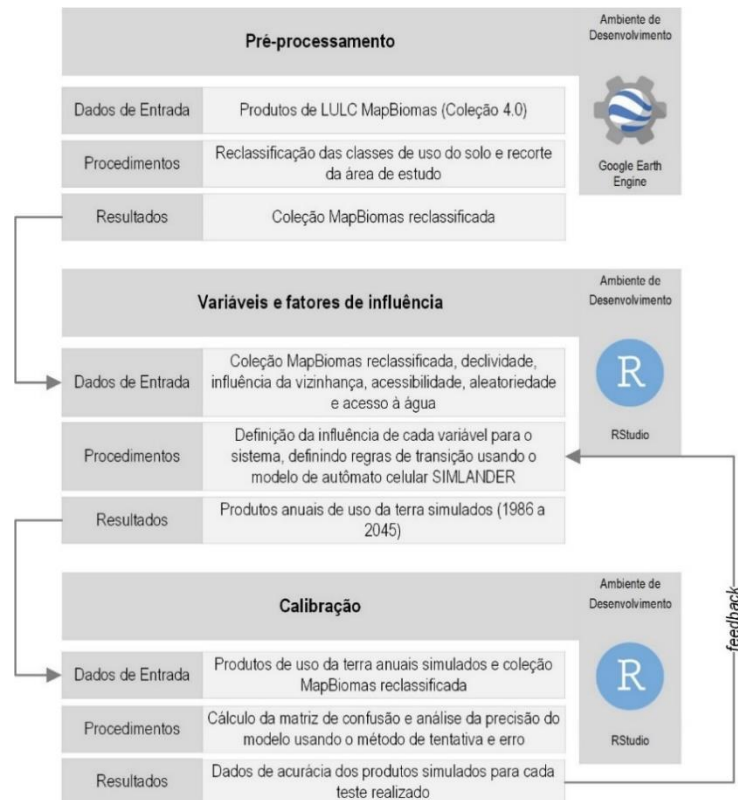 Pré-processamento
Ambiente de
Desenvolvimento
Google Earth
Engine
Dados de Entrada
Produtos de LULC MapBiomas (Coleção 4.0)
Procedimentos
Reclassificação das classes de uso do solo e recorte
da área de estudo
Resultados
Coleção MapBiomas reclassificada
Variáveis e fatores de influência
Ambiente de
Desenvolvimento
R
RStudio
Dados de Entrada
Coleção MapBiomas reclassificada, declividade,
influência da vizinhança, acessibilidade, aleatoriedade
e acesso à água
Procedimentos
Definição da influência de cada variável para o
sistema, definindo regras de transição usando o
modelo de autômato celular SIMLANDER
Resultados
Produtos anuais de uso da terra simulados (1986 a
2045)
Calibração
Ambiente de
Desenvolvimento
R
RStudio
Dados de Entrada
Produtos de uso da terra anuais simulados e coleção
MapBiomas reclassificada
Procedimentos
Cálculo da matriz de confusão e análise da precisão do
modelo usando o método de tentativa e erro
Resultados
Dados de acurácia dos produtos simulados para cada
teste realizado
feedback